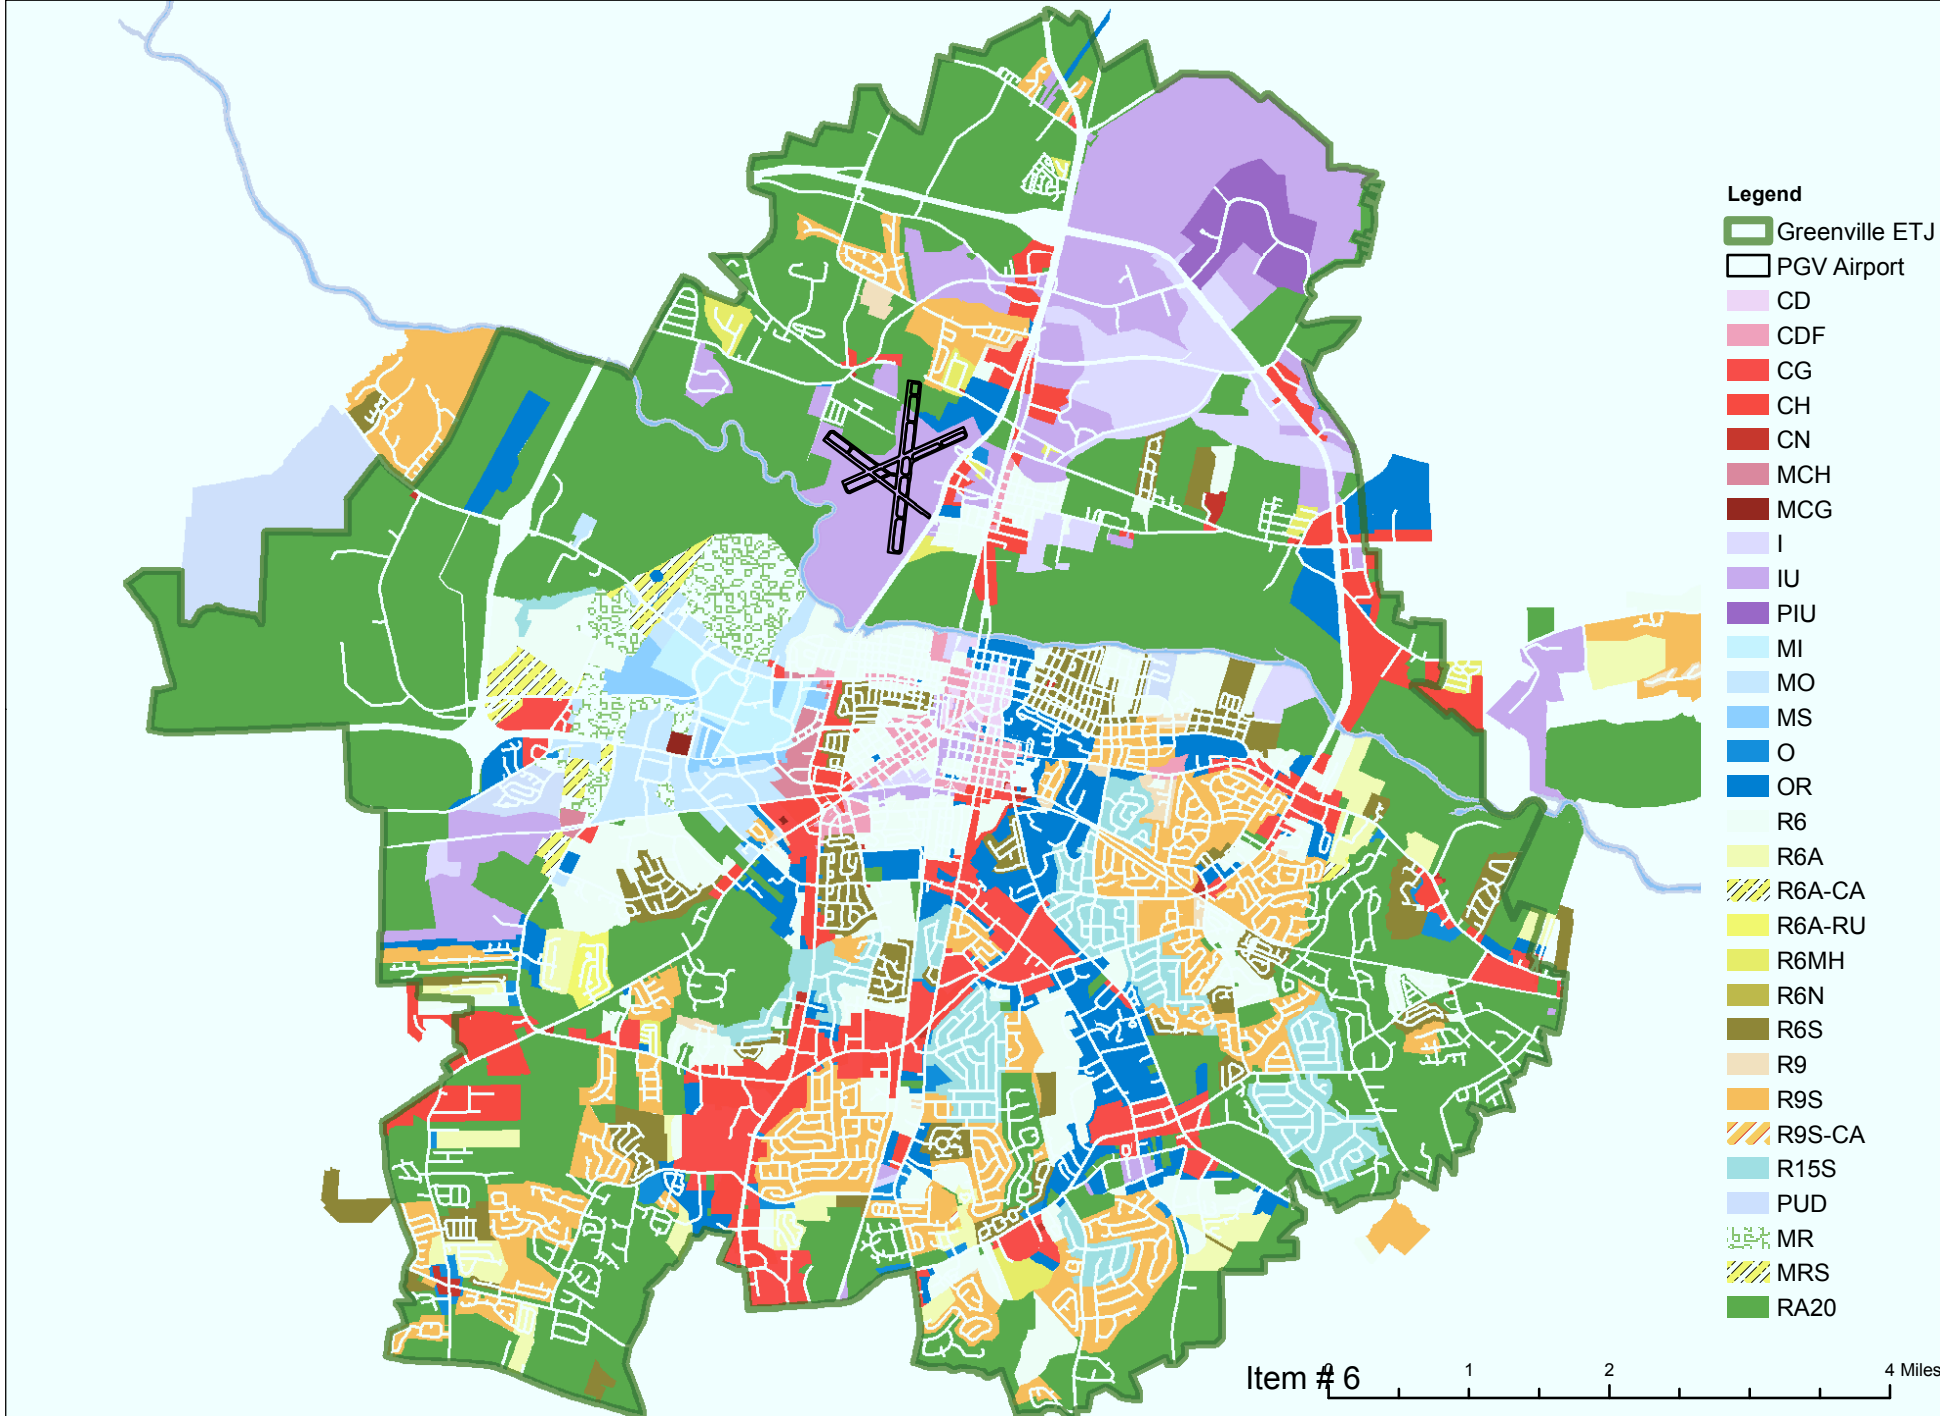 Legend
Greenville ETJ
PGV Airport
CD
CDF
CG
CH
CN
MCH
MCG
I
IU
PIU
MI
MO
MS
O
OR
R6
R6A
R6A-CA
R6A-RU
R6MH
R6N
R6S
R9
R9S
R9S-CA
R15S
PUD
MR
MRS
RA20
Item # 6
0 1 2 4 Miles